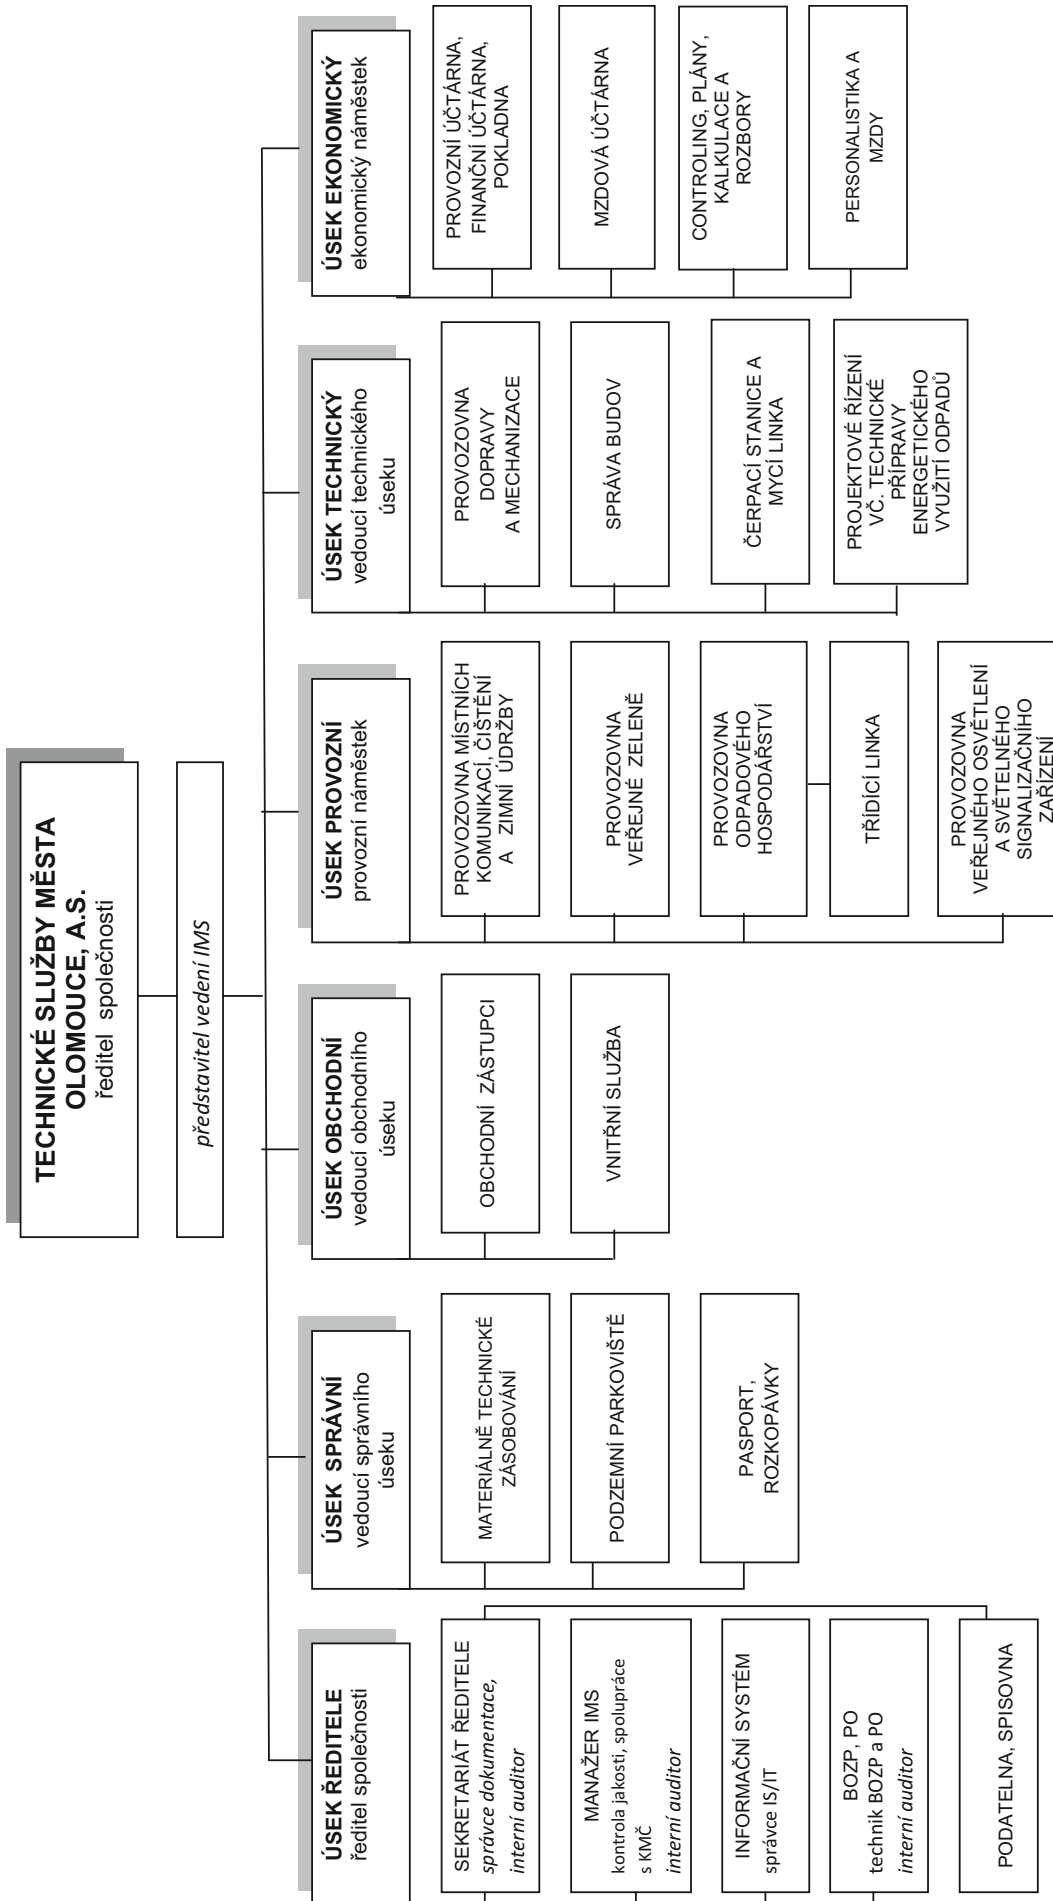 TECHNICKÉ SLUŽBY MĚSTA
OLOMOUCE, A.S.
ředitel společnosti
představitel vedení IMS
ÚSEK ŘEDITELE
ředitel společnosti
SEKRETARIÁT ŘEDITELE
správce dokumentace,
interní auditor
MANAŽER IMS
kontrola jakosti, spolupráce
s KMČ
interní auditor
INFORMAČNÍ SYSTÉM
správce IS/IT
BOZP, PO
technik BOZP a PO
interní auditor
PODATELNA, SPISOVNA
ÚSEK SPRÁVNÍ
vedoucí správního
úseku
MATERIÁLNĚ TECHNICKÉ
ZÁSOBOVÁNÍ
PODZEMNÍ PARKOVIŠTĚ
PASPORT,
ROZKOPÁVKY
ÚSEK OBCHODNÍ
vedoucí obchodního
úseku
OBCHODNÍ ZÁSTUPCI
VNITŘNÍ SLUŽBA
ÚSEK PROVOZNÍ
provozní náměstek
PROVOZOVNA MÍSTNÍCH
KOMUNIKACÍ, ČIŠTĚNÍ
A ZIMNÍ ÚDRŽBY
PROVOZOVNA
VEŘEJNÉ ZELENĚ
PROVOZOVNA
ODPADOVÉHO
HOSPODÁŘSTVÍ
TŘÍDÍCÍ LINKA
PROVOZOVNA
VEŘEJNÉHO OSVĚTLENÍ
A SVĚTELNÉHO
SIGNALIZAČNÍHO
ZAŘÍZENÍ
ÚSEK TECHNICKÝ
vedoucí technického
úseku
PROVOZOVNA
DOPRAVY
A MECHANIZACE
SPRÁVA BUDOV
ČERPACÍ STANICE A
MYCÍ LINKA
PROJEKTOVÉ ŘÍZENÍ
VČ. TECHNICKÉ
PŘÍPRAVY
ENERGETICKÉHO
VYUŽITÍ ODPADŮ
ÚSEK EKONOMICKÝ
ekonomický náměstek
PROVOZNÍ ÚČTÁRNA,
FINANČNÍ ÚČTÁRNA,
POKLADNA
MZDOVÁ ÚČTÁRNA
CONTROLING, PLÁNY,
KALKULACE A
ROZBORY
PERSONALISTIKA A
MZDY